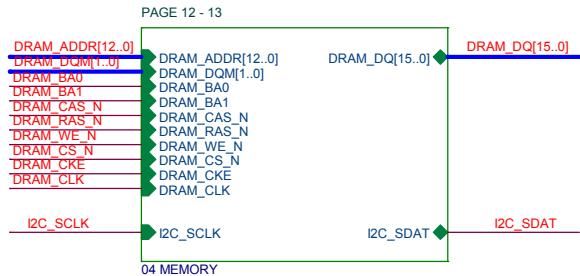 PAGE 12 - 13
DRAM_ADDR[12..0] DRAM_ADDR[12..0] DRAM_DQ[15..0] DRAM_DQ[15..0]
DRAM_DQM[1..0] DRAM_DQM[1..0]
DRAM_BA0 DRAM_BA0
DRAM_BA1 DRAM_BA1
DRAM_CAS_N DRAM_CAS_N
DRAM_RAS_N DRAM_RAS_N
DRAM_WE_N DRAM_WE_N
DRAM_CS_N DRAM_CS_N
DRAM_CKE DRAM_CKE
DRAM_CLK DRAM_CLK
I2C_SCLK I2C_SCLK I2C_SDAT I2C_SDAT
04 MEMORY